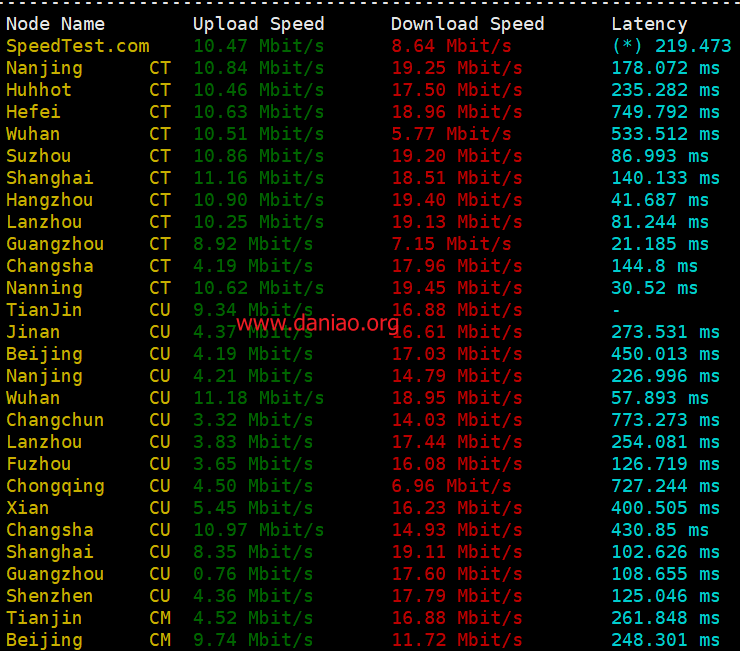 Node Name Upload Speed Download Speed Latency
SpeedTest.com 10.47 Mbit/s 8.64 Mbit/s (*) 219.473
Nanjing CT 10.84 Mbit/s 19.25 Mbit/s 178.072 ms
Huhhot CT 10.46 Mbit/s 17.50 Mbit/s 235.282 ms
Hefei CT 10.63 Mbit/s 18.96 Mbit/s 749.792 ms
Wuhan CT 10.51 Mbit/s 5.77 Mbit/s 533.512 ms
Suzhou CT 10.86 Mbit/s 19.20 Mbit/s 86.993 ms
Shanghai CT 11.16 Mbit/s 18.51 Mbit/s 140.133 ms
Hangzhou CT 10.90 Mbit/s 19.40 Mbit/s 41.687 ms
Lanzhou CT 10.25 Mbit/s 19.13 Mbit/s 81.244 ms
Guangzhou CT 8.92 Mbit/s 7.15 Mbit/s 21.185 ms
Changsha CT 4.19 Mbit/s 17.96 Mbit/s 144.8 ms
Nanning CT 10.62 Mbit/s 19.45 Mbit/s 30.52 ms
TianJin CU 9.34 Mbit/s 16.88 Mbit/s -
www.daniao.org
Jinan CU 4.37 Mbit/s 16.61 Mbit/s 273.531 ms
Beijing CU 4.19 Mbit/s 17.03 Mbit/s 450.013 ms
Nanjing CU 4.21 Mbit/s 14.79 Mbit/s 226.996 ms
Wuhan CU 11.18 Mbit/s 18.95 Mbit/s 57.893 ms
Changchun CU 3.32 Mbit/s 14.03 Mbit/s 773.273 ms
Lanzhou CU 3.83 Mbit/s 17.44 Mbit/s 254.081 ms
Fuzhou CU 3.65 Mbit/s 16.08 Mbit/s 126.719 ms
Chongqing CU 4.50 Mbit/s 6.96 Mbit/s 727.244 ms
Xian CU 5.45 Mbit/s 16.23 Mbit/s 400.505 ms
Changsha CU 10.97 Mbit/s 14.93 Mbit/s 430.85 ms
Shanghai CU 8.35 Mbit/s 19.11 Mbit/s 102.626 ms
Guangzhou CU 0.76 Mbit/s 17.60 Mbit/s 108.655 ms
Shenzhen CU 4.36 Mbit/s 17.79 Mbit/s 125.046 ms
Tianjin CM 4.52 Mbit/s 16.88 Mbit/s 261.848 ms
Beijing CM 9.74 Mbit/s 11.72 Mbit/s 248.301 ms